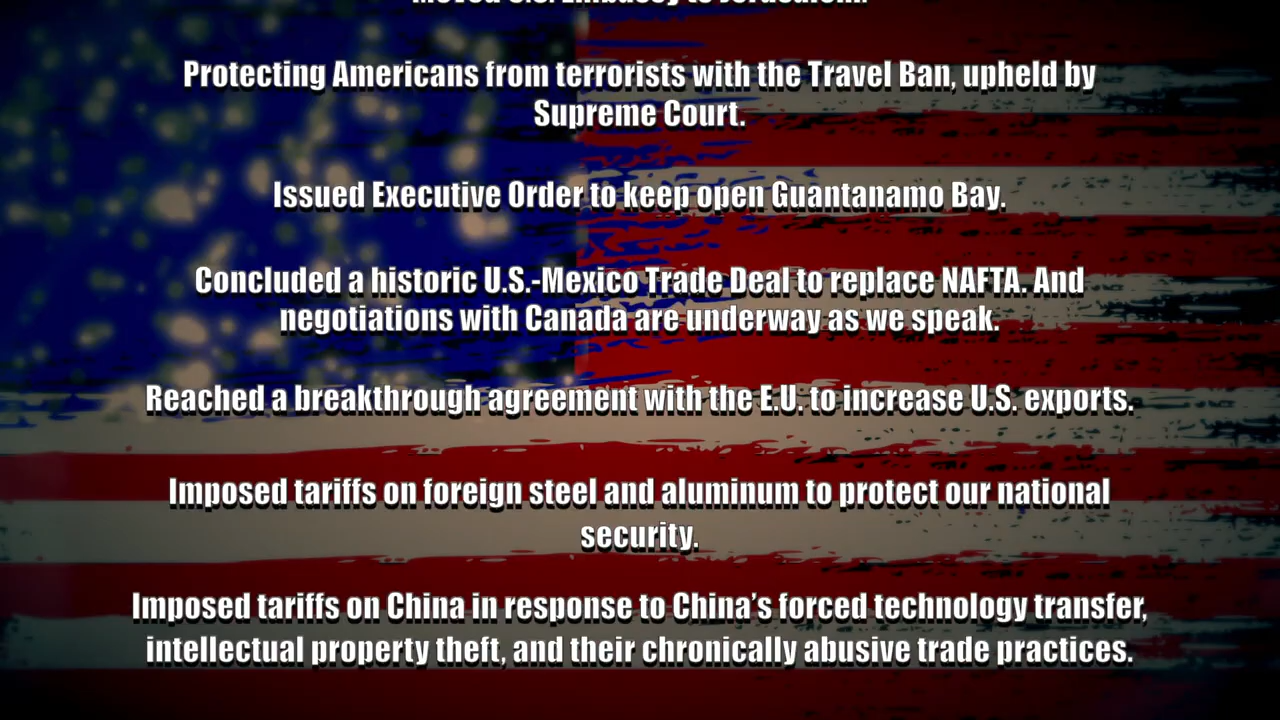 Moved U.S. Embassy to Jerusalem.
Protecting Americans from terrorists with the Travel Ban, upheld by
Supreme Court.
Issued Executive Order to keep open Guantanamo Bay.
Concluded a historic U.S.-Mexico Trade Deal to replace NAFTA. And
negotiations with Canada are underway as we speak.
Reached a breakthrough agreement with the E.U. to increase U.S. exports.
Imposed tariffs on foreign steel and aluminum to protect our national
security.
Imposed tariffs on China in response to China’s forced technology transfer,
intellectual property theft, and their chronically abusive trade practices.